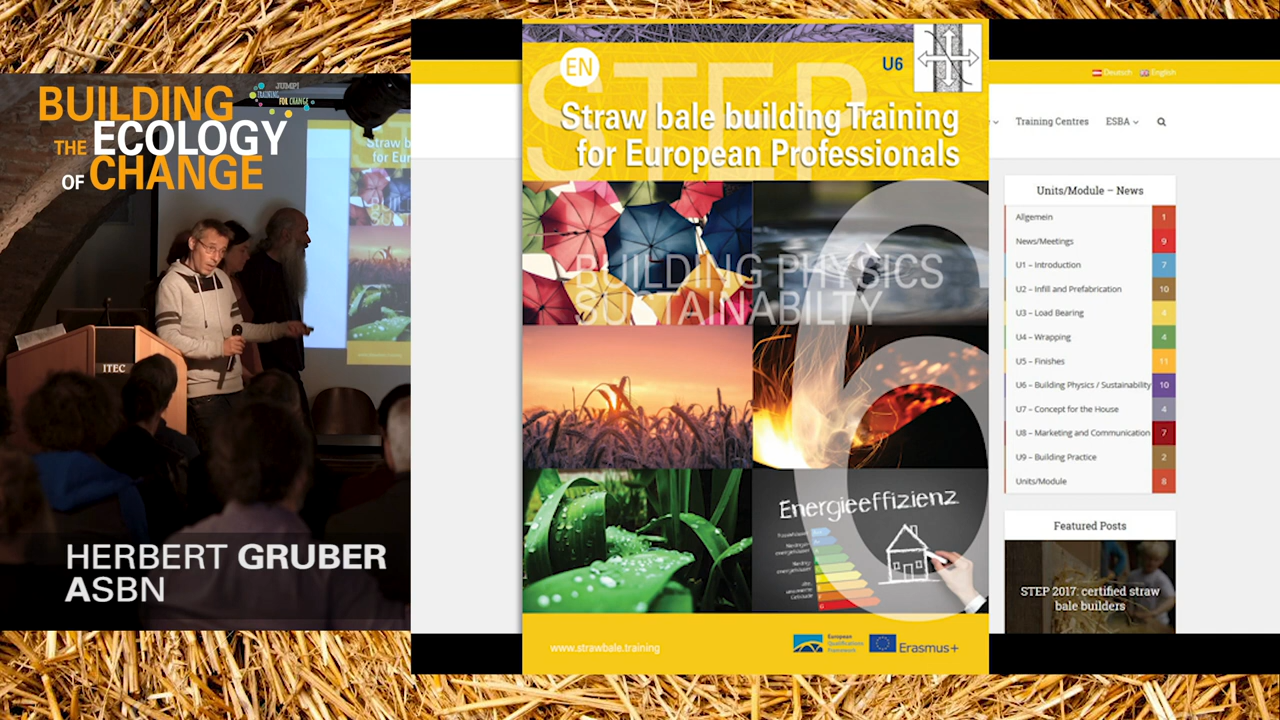 BUILDING
THE ECOLOGY
OF CHANGE
JUMP!
TRAINING
FOR CHANGE
Straw b
for Eur
ITEC
HERBERT GRUBER
ASBN
STEP
EN
U6
Straw bale building Training
for European Professionals
BUILDING PHYSICS
SUSTAINABILTY
6
Energieeffizienz
www.strawbale.training
European
Qualifications
Framework
Erasmus+
Deutsch
English
Training Centres
ESBA
Units/Module – News
Allgemein 1
News/Meetings 9
U1 – Introduction 7
U2 – Infill and Prefabrication 10
U3 – Load Bearing 4
U4 – Wrapping 4
U5 – Finishes 11
U6 – Building Physics / Sustainability 10
U7 – Concept for the House 4
U8 – Marketing and Communication 7
U9 – Building Practice 2
Units/Module 8
Featured Posts
STEP 2017. certified straw
bale builders